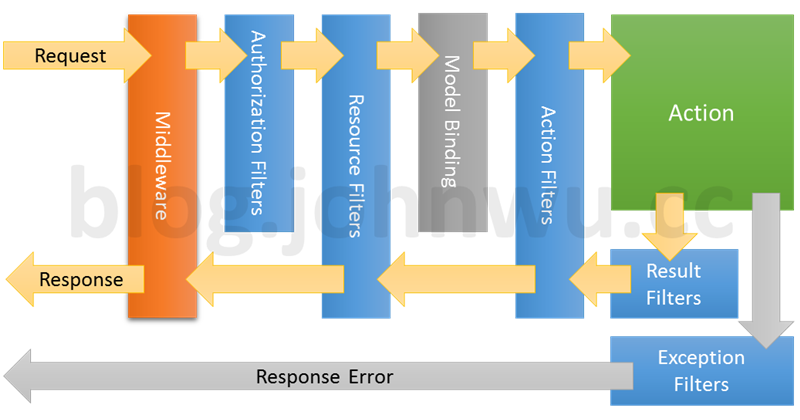 Request
Middleware
Authorization Filters
Resource Filters
Model Binding
Action Filters
Action
blog.johnwu.cc
Response
Result
Filters
Response Error
Exception
Filters